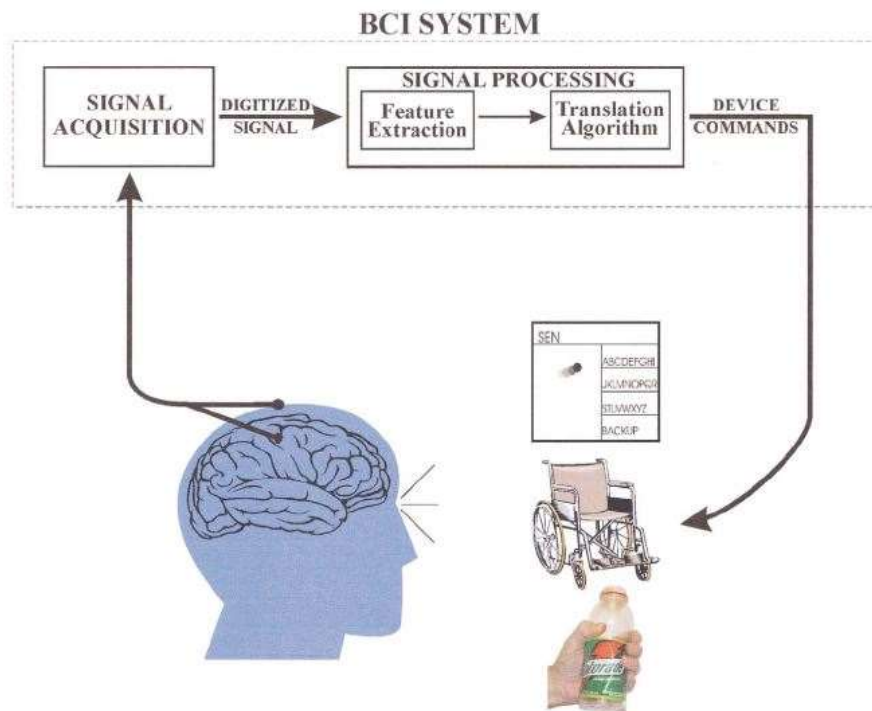 BCI SYSTEM
SIGNAL
ACQUISITION
DIGITIZED
SIGNAL
SIGNAL PROCESSING
Feature
Extraction
Translation
Algorithm
DEVICE
COMMANDS
SEN
ABCDEFGHI
JKLMNOPQR
STUVWXYZ
BACKUP